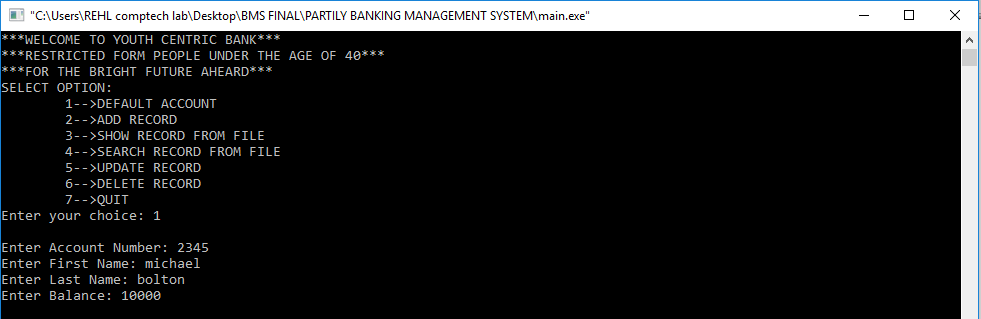 "C:\Users\REHL comptech lab\Desktop\BMS FINAL\PARTILY BANKING MANAGEMENT SYSTEM\main.exe"
***WELCOME TO YOUTH CENTRIC BANK***
***RESTRICTED FORM PEOPLE UNDER THE AGE OF 40***
***FOR THE BRIGHT FUTURE AHEARD***
SELECT OPTION:
1-->DEFAULT ACCOUNT
2-->ADD RECORD
3-->SHOW RECORD FROM FILE
4-->SEARCH RECORD FROM FILE
5-->UPDATE RECORD
6-->DELETE RECORD
7-->QUIT
Enter your choice: 1
Enter Account Number: 2345
Enter First Name: michael
Enter Last Name: bolton
Enter Balance: 10000